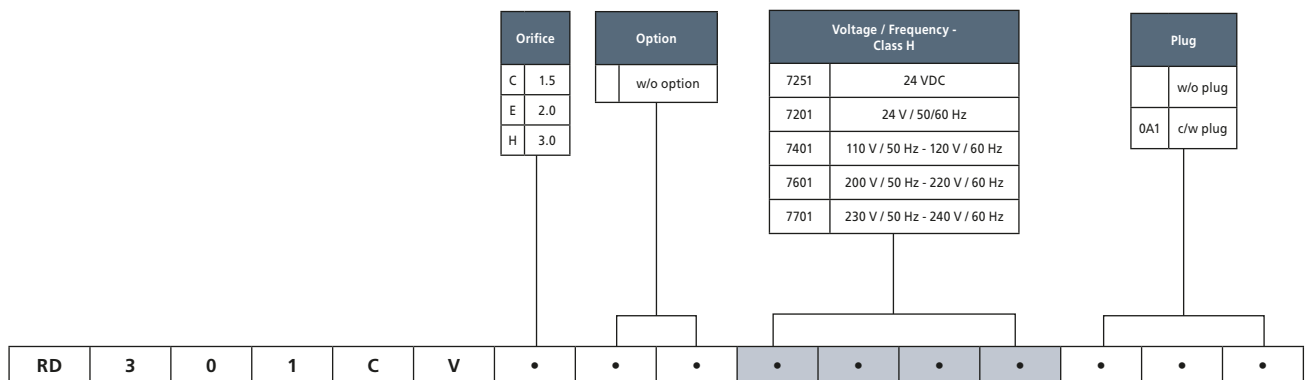 Orifice
C 1.5
E 2.0
H 3.0
Option
w/o option
Voltage / Frequency -
Class H
7251 24 VDC
7201 24 V / 50/60 Hz
7401 110 V / 50 Hz - 120 V / 60 Hz
7601 200 V / 50 Hz - 220 V / 60 Hz
7701 230 V / 50 Hz - 240 V / 60 Hz
Plug
w/o plug
0A1 c/w plug
RD 3 0 1 C V • • • • • • • • • •